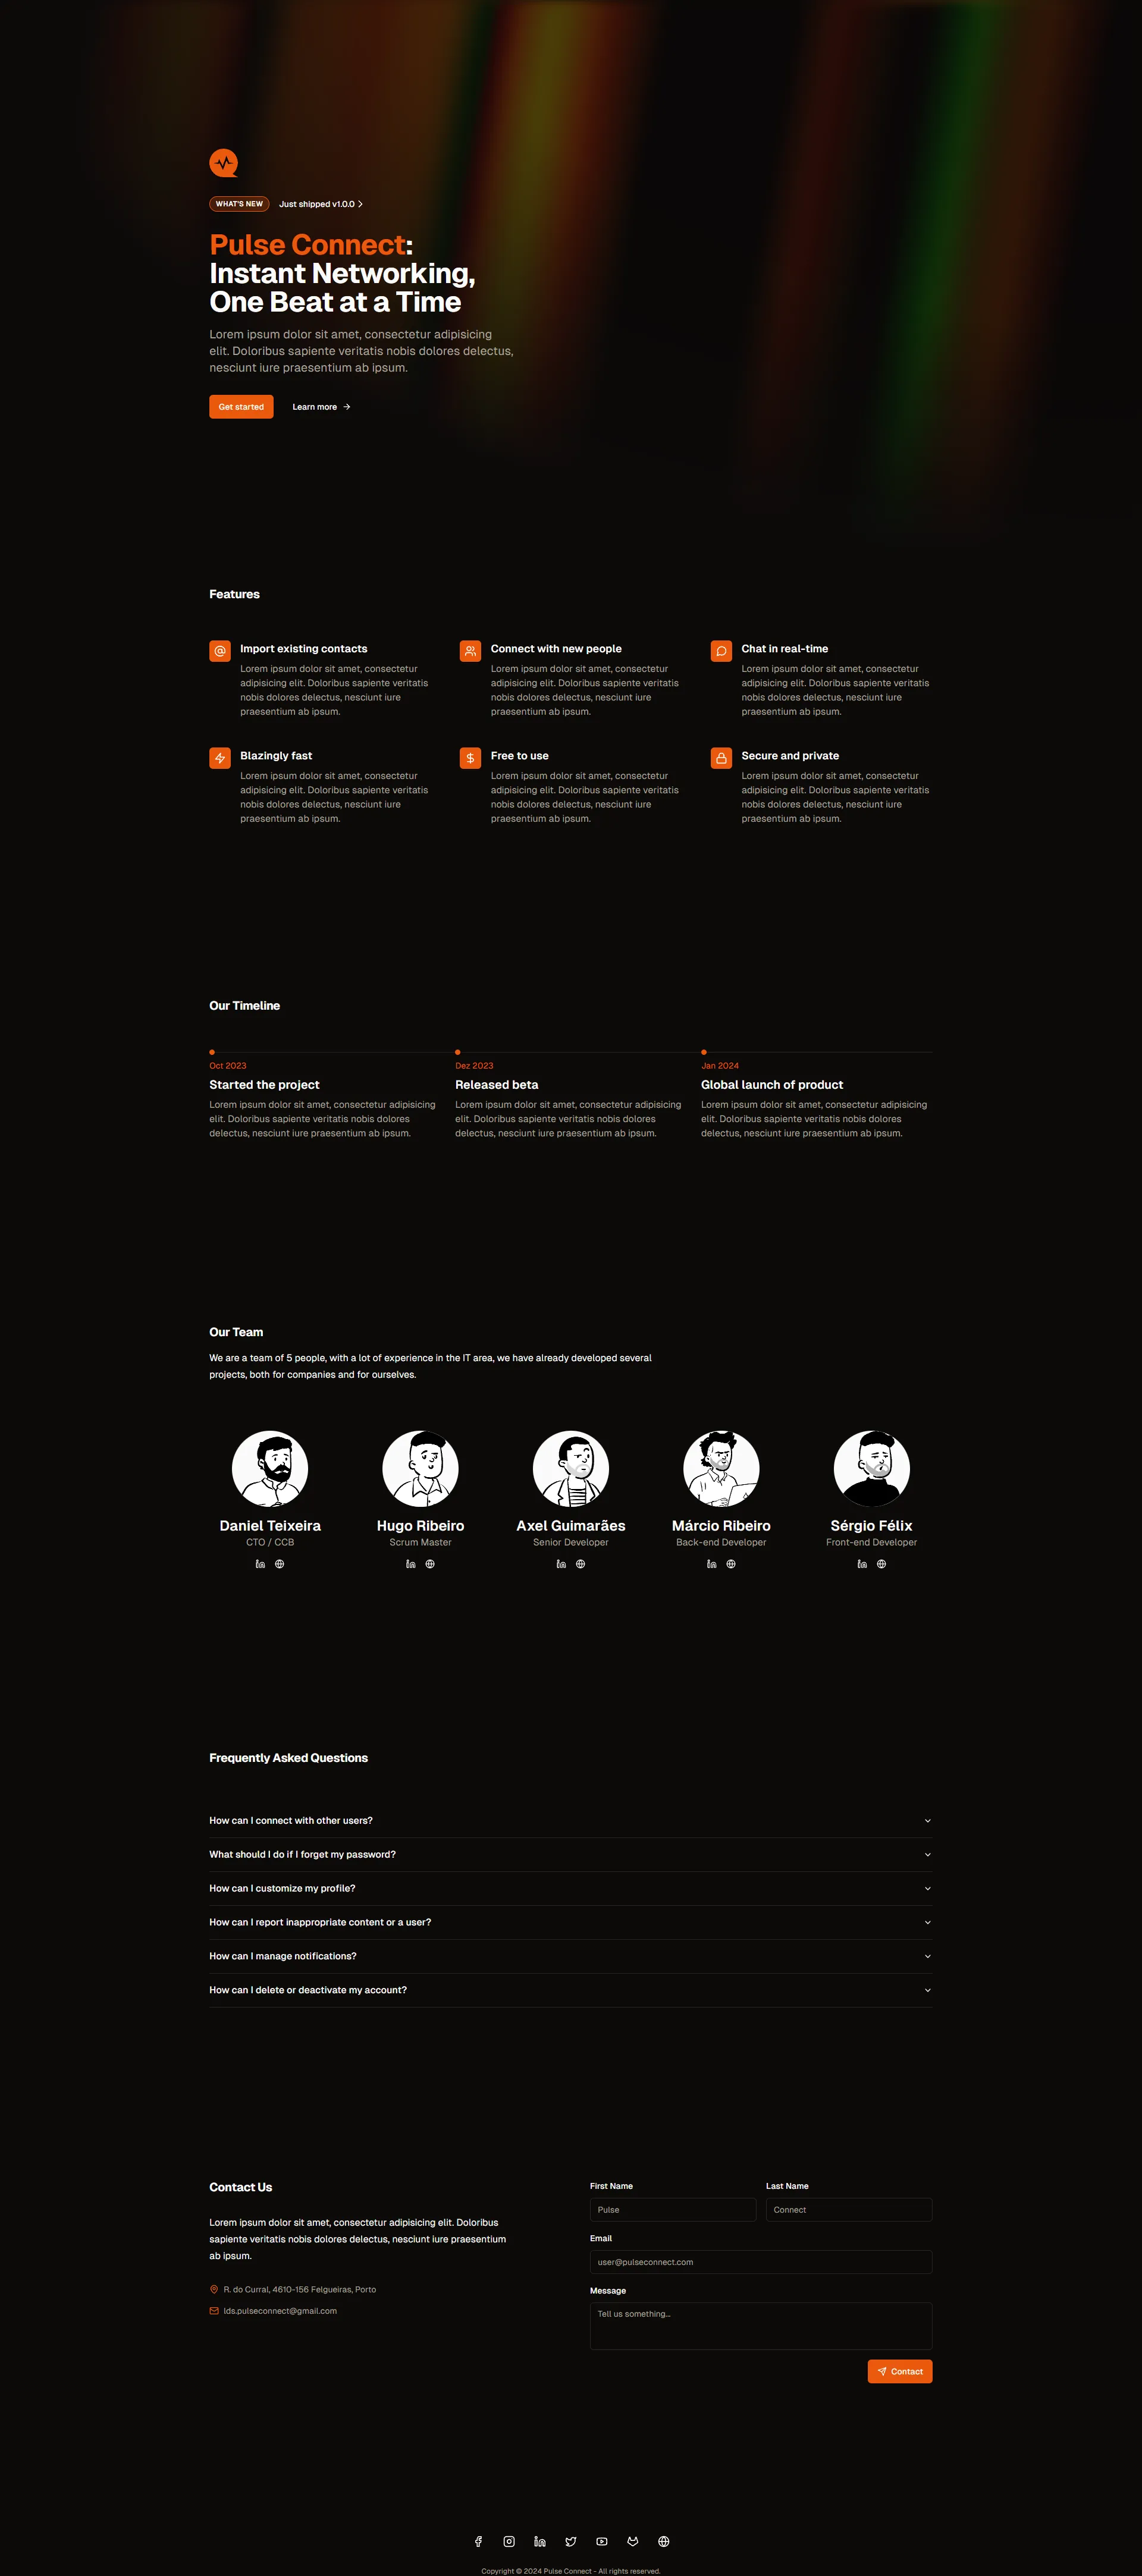 WHAT'S NEW
Just shipped v1.0.0
Pulse Connect:
Instant Networking,
One Beat at a Time
Lorem ipsum dolor sit amet, consectetur adipisicing
elit. Doloribus sapiente veritatis nobis dolores delectus,
nesciunt iure praesentium ab ipsum.
Get started
Learn more
Features
Import existing contacts
Lorem ipsum dolor sit amet, consectetur
adipisicing elit. Doloribus sapiente veritatis
nobis dolores delectus, nesciunt iure
praesentium ab ipsum.
Connect with new people
Lorem ipsum dolor sit amet, consectetur
adipisicing elit. Doloribus sapiente veritatis
nobis dolores delectus, nesciunt iure
praesentium ab ipsum.
Chat in real-time
Lorem ipsum dolor sit amet, consectetur
adipisicing elit. Doloribus sapiente veritatis
nobis dolores delectus, nesciunt iure
praesentium ab ipsum.
Blazingly fast
Lorem ipsum dolor sit amet, consectetur
adipisicing elit. Doloribus sapiente veritatis
nobis dolores delectus, nesciunt iure
praesentium ab ipsum.
Free to use
Lorem ipsum dolor sit amet, consectetur
adipisicing elit. Doloribus sapiente veritatis
nobis dolores delectus, nesciunt iure
praesentium ab ipsum.
Secure and private
Lorem ipsum dolor sit amet, consectetur
adipisicing elit. Doloribus sapiente veritatis
nobis dolores delectus, nesciunt iure
praesentium ab ipsum.
Our Timeline
Oct 2023
Started the project
Lorem ipsum dolor sit amet, consectetur adipisicing
elit. Doloribus sapiente veritatis nobis dolores
delectus, nesciunt iure praesentium ab ipsum.
Dez 2023
Released beta
Lorem ipsum dolor sit amet, consectetur adipisicing
elit. Doloribus sapiente veritatis nobis dolores
delectus, nesciunt iure praesentium ab ipsum.
Jan 2024
Global launch of product
Lorem ipsum dolor sit amet, consectetur adipisicing
elit. Doloribus sapiente veritatis nobis dolores
delectus, nesciunt iure praesentium ab ipsum.
Our Team
We are a team of 5 people, with a lot of experience in the IT area, we have already developed several
projects, both for companies and for ourselves.
Daniel Teixeira
CTO / CCB
Hugo Ribeiro
Scrum Master
Axel Guimarães
Senior Developer
Márcio Ribeiro
Back-end Developer
Sérgio Félix
Front-end Developer
Frequently Asked Questions
How can I connect with other users?
What should I do if I forget my password?
How can I customize my profile?
How can I report inappropriate content or a user?
How can I manage notifications?
How can I delete or deactivate my account?
Contact Us
Lorem ipsum dolor sit amet, consectetur adipisicing elit. Doloribus
sapiente veritatis nobis dolores delectus, nesciunt iure praesentium
ab ipsum.
R. do Curral, 4610-156 Felgueiras, Porto
lds.pulseconnect@gmail.com
First Name
Last Name
Pulse
Connect
Email
user@pulseconnect.com
Message
Tell us something...
Contact
Copyright © 2024 Pulse Connect - All rights reserved.